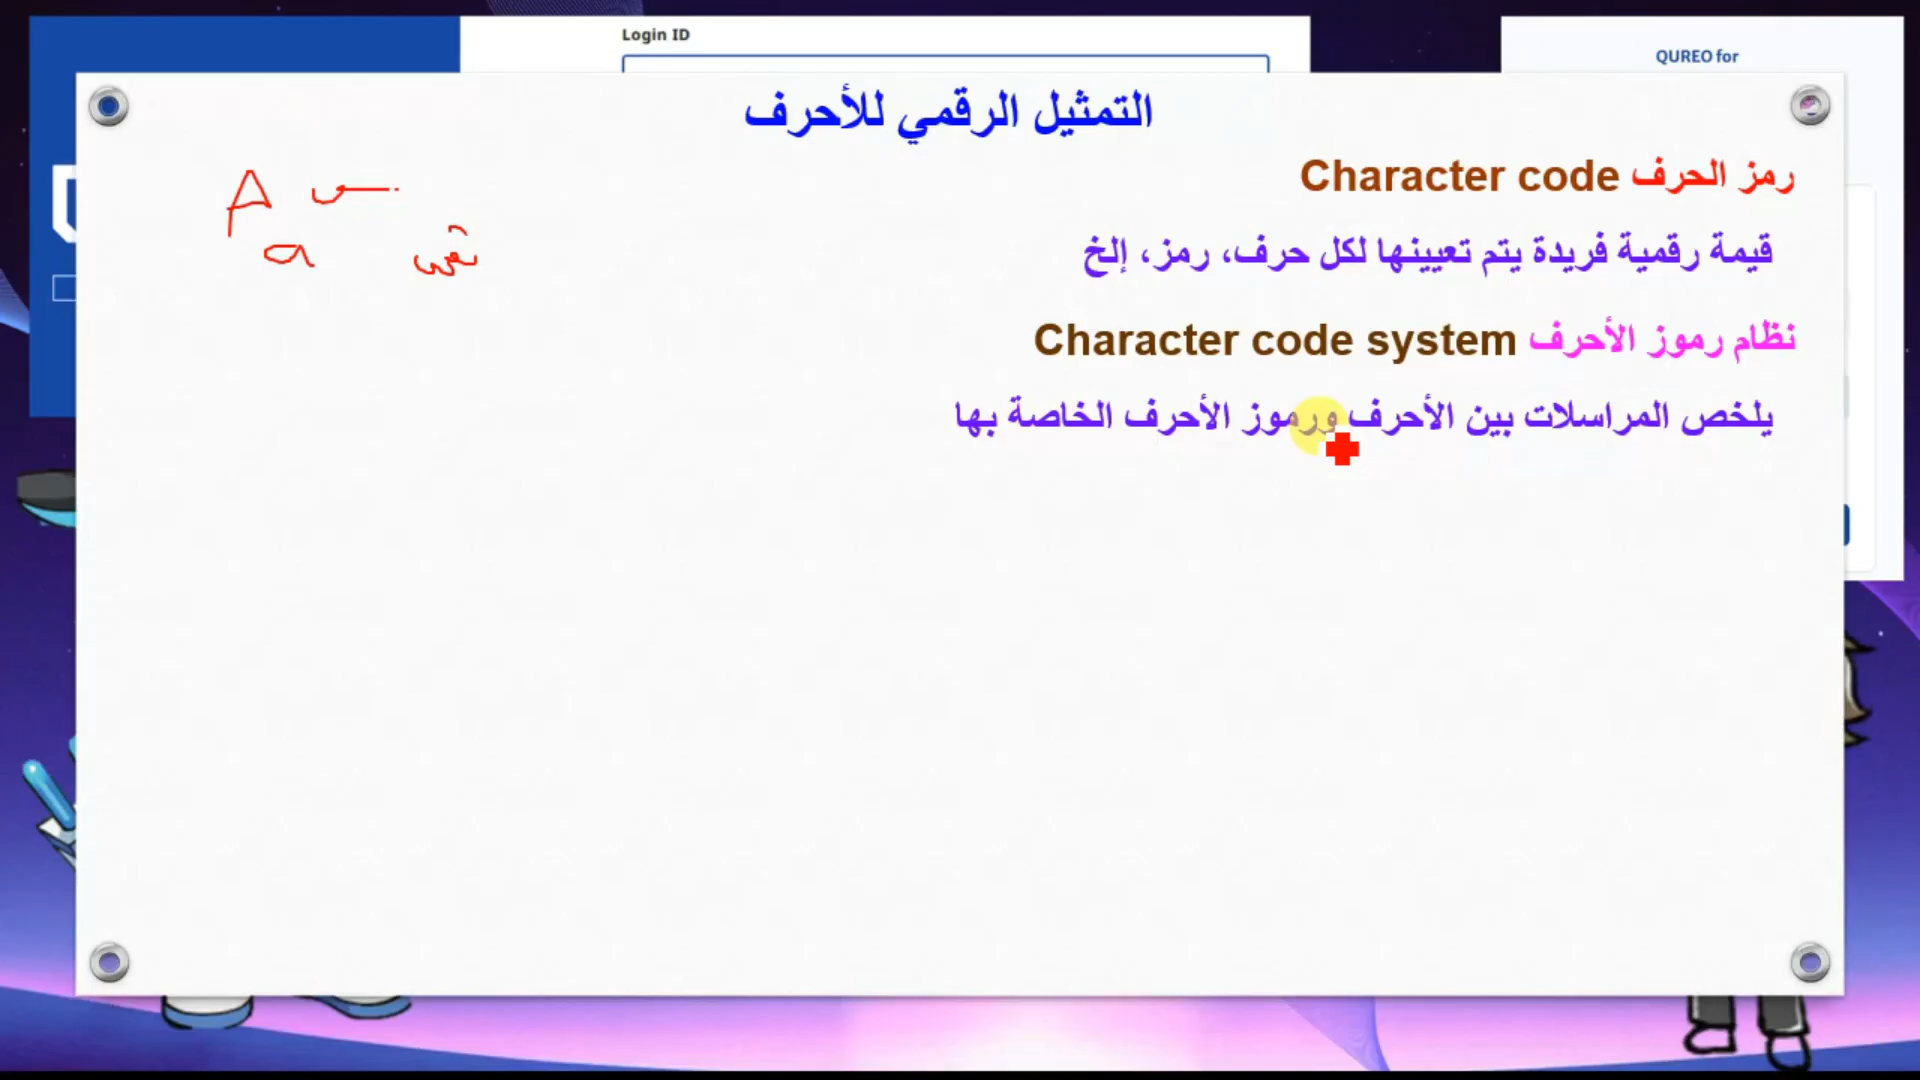 Login ID
QUREO for
التمثيل الرقمي للأحرف
رمز الحرف Character code
قيمة رقمية فريدة يتم تعيينها لكل حرف، رمز، إلخ
نظام رموز الأحرف Character code system
يلخص المراسلات بين الأحرف ورموز الأحرف الخاصة بها
A
a